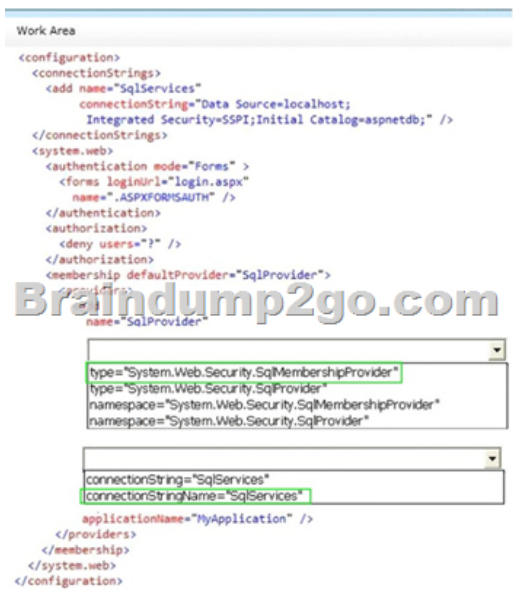 Work Area
<configuration>
<connectionStrings>
<add name="SqlServices"
connectionString="Data Source=localhost;
Integrated Security=SSPI;Initial Catalog=aspnetdb;" />
</connectionStrings>
<system.web>
<authentication mode="Forms" >
<forms loginUrl="login.aspx"
name=".ASPXFORMSAUTH" />
</authentication>
<authorization>
<deny users="?" />
</authorization>
<membership defaultProvider="SqlProvider">
Braindump2go.com
name="SqlProvider"
type="System.Web.Security.SqlMembershipProvider"
type="System.Web.Security.SqlProvider"
namespace="System.Web.Security.SqlMembershipProvider"
namespace="System.Web.Security.SqlProvider"
connectionString="SqlServices"
connectionStringName="SqlServices"
applicationName="MyApplication" />
</providers>
</membership>
</system.web>
</configuration>